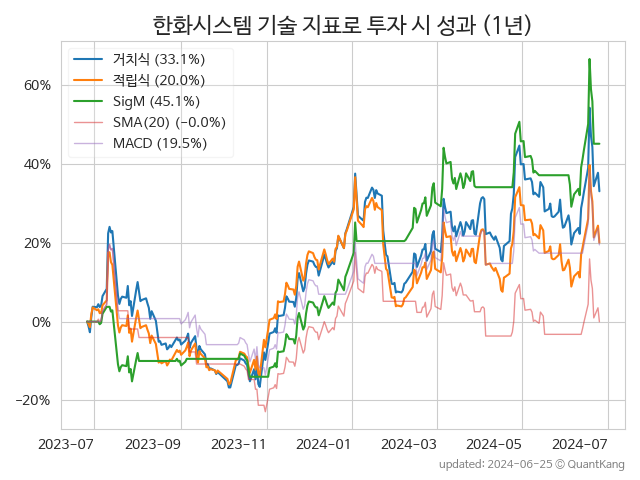 한화시스템 기술 지표로 투자 시 성과 (1년)
거치식 (33.1%)
적립식 (20.0%)
SigM (45.1%)
SMA(20) (−0.0%)
MACD (19.5%)
60%
40%
20%
0%
−20%
2023-07 2023-09 2023-11 2024-01 2024-03 2024-05 2024-07
updated: 2024-06-25 ⓒ QuantKang